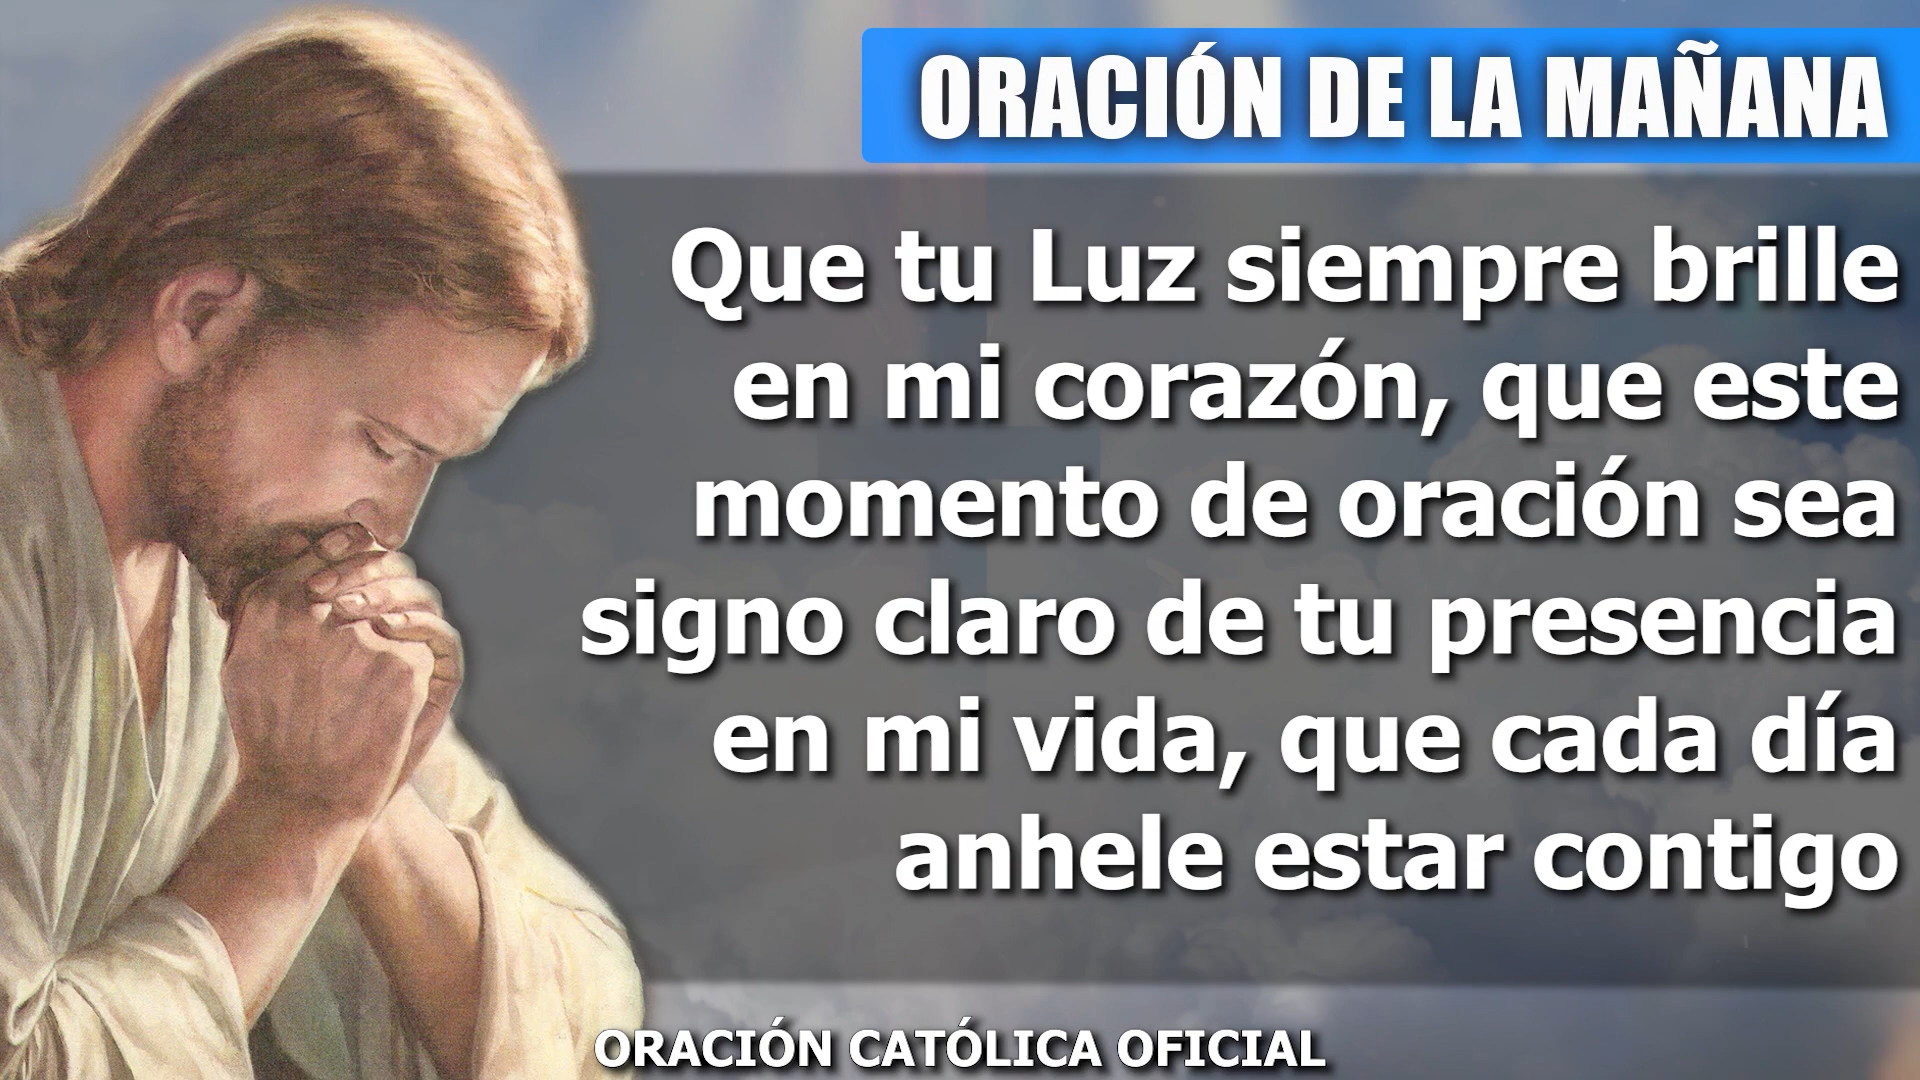 ORACIÓN DE LA MAÑANA
Que tu Luz siempre brille
en mi corazón, que este
momento de oración sea
signo claro de tu presencia
en mi vida, que cada día
anhele estar contigo
ORACIÓN CATÓLICA OFICIAL